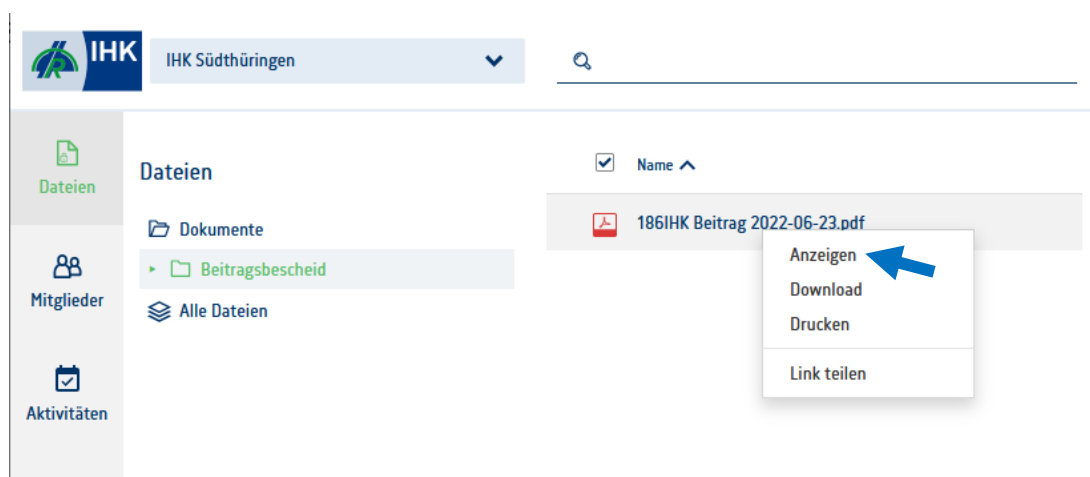 IHK
IHK Südthüringen
Dateien
Mitglieder
Aktivitäten
Dateien
Dokumente
Beitragsbescheid
Alle Dateien
Name
186IHK Beitrag 2022-06-23.pdf
Anzeigen
Download
Drucken
Link teilen